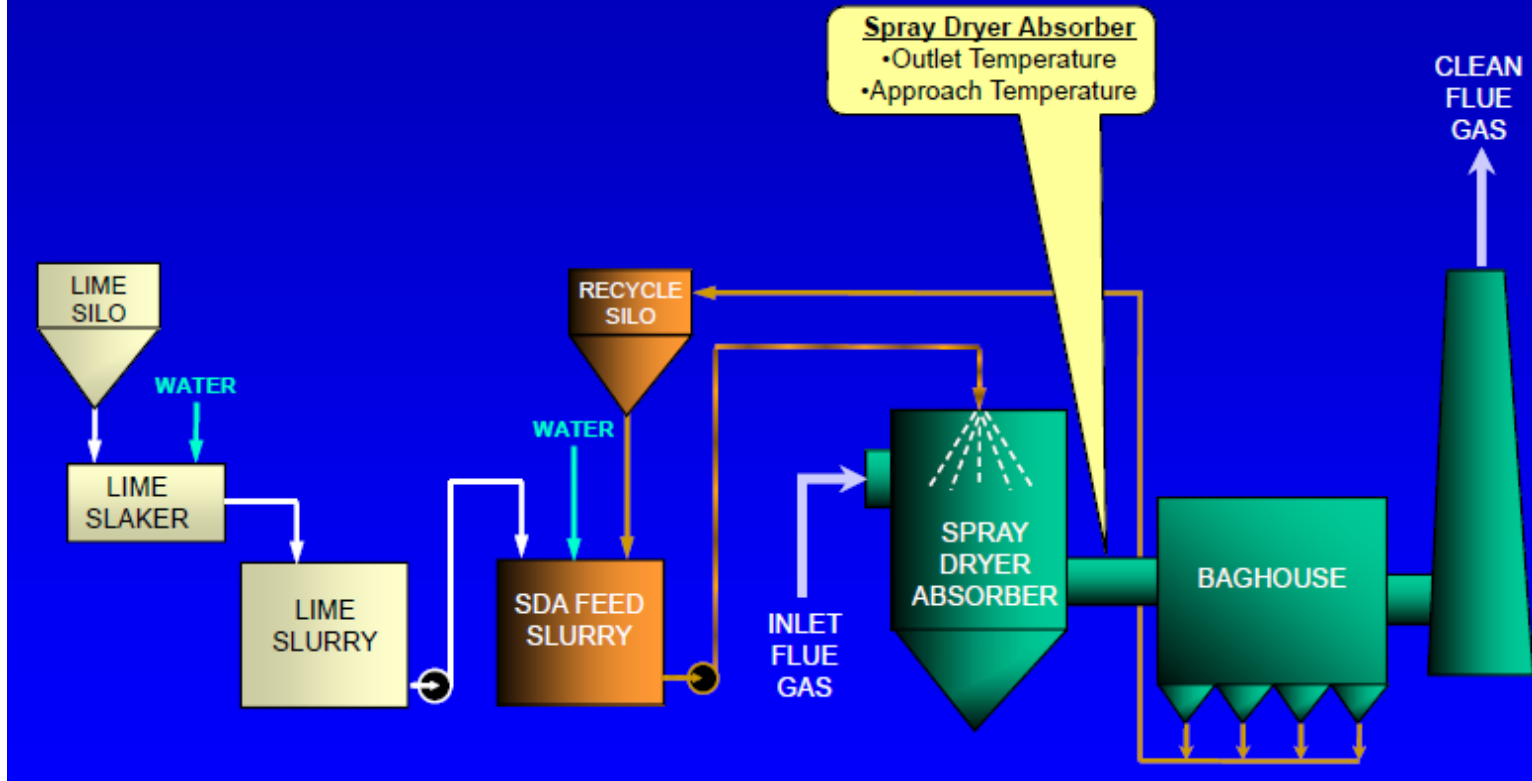 Spray Dryer Absorber
•Outlet Temperature
•Approach Temperature
CLEAN
FLUE
GAS
LIME
SILO
RECYCLE
SILO
WATER
WATER
LIME
SLAKER
SPRAY
DRYER
ABSORBER
BAGHOUSE
LIME
SLURRY
SDA FEED
SLURRY
INLET
FLUE
GAS